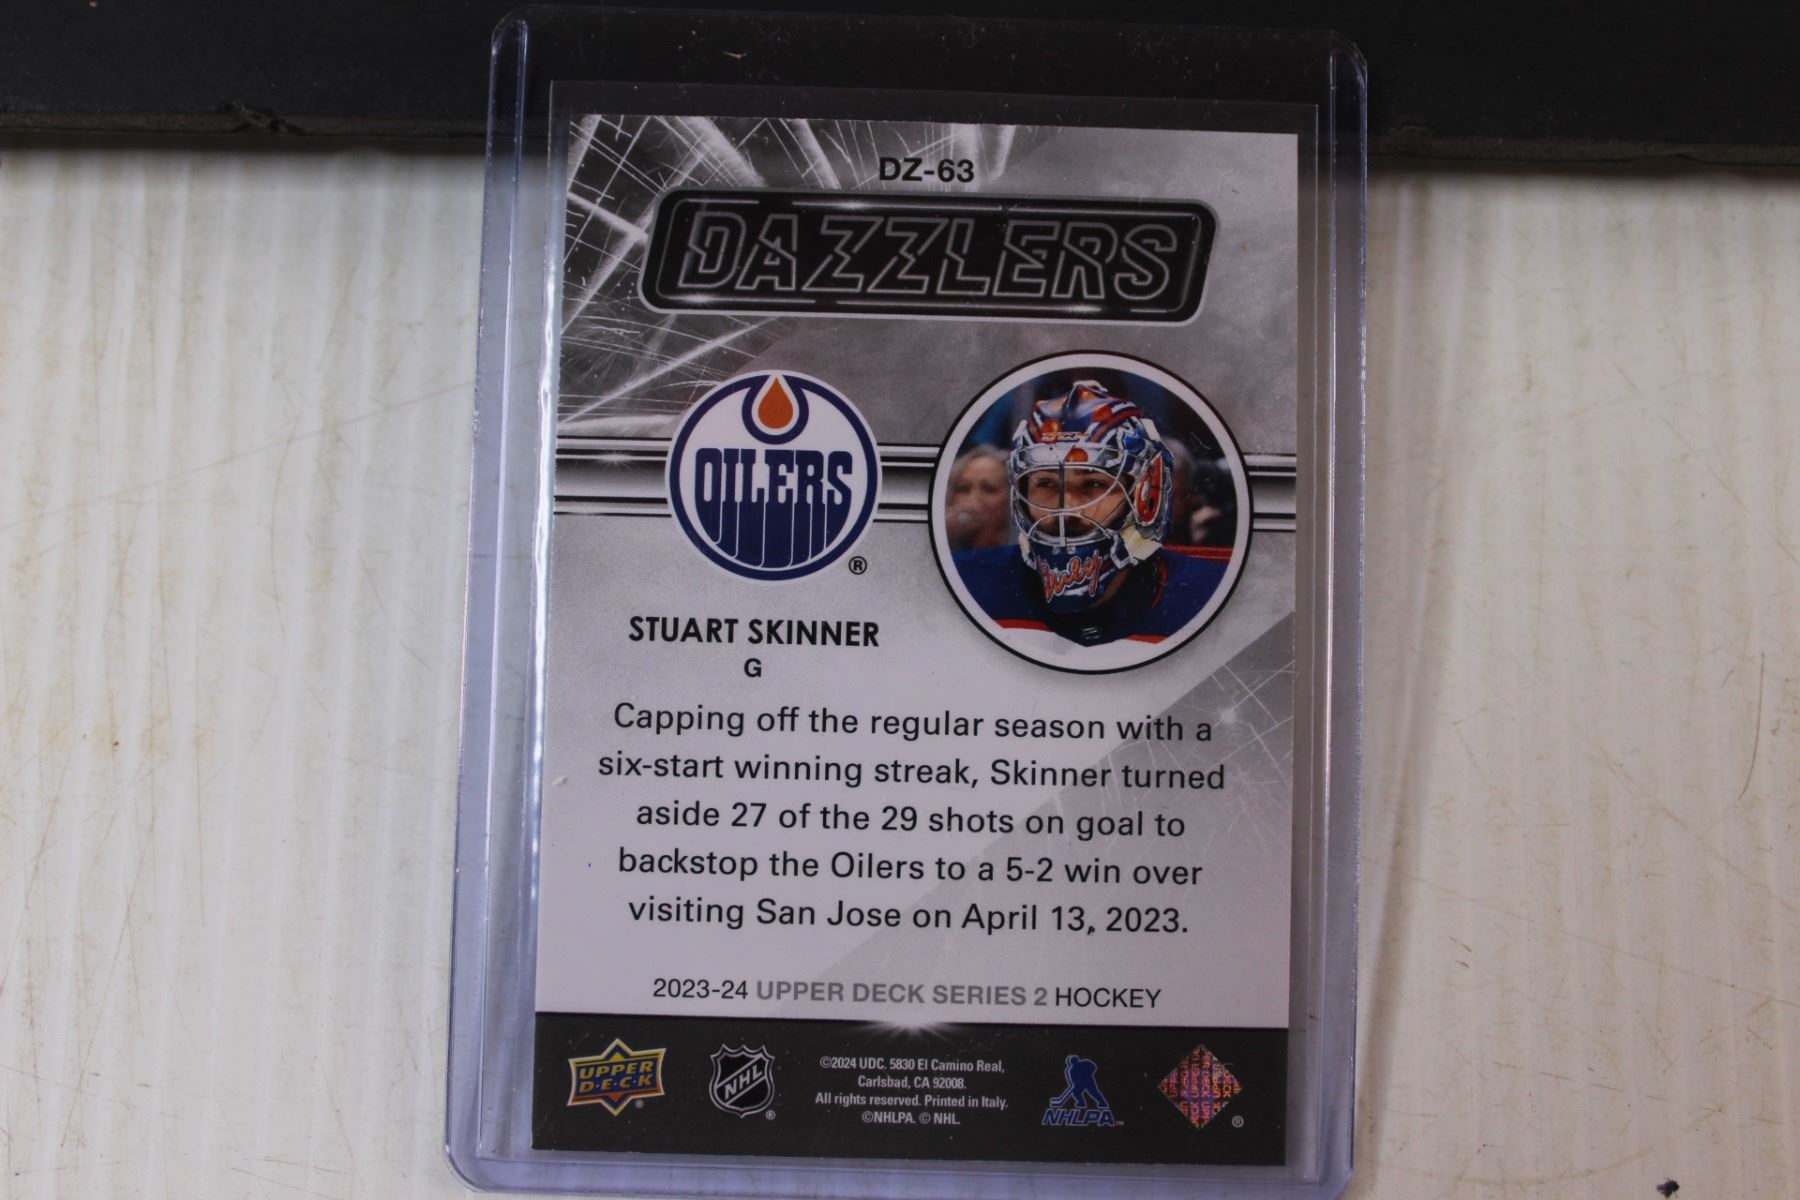 DZ-63
DAZZLERS
OILERS
®
STUART SKINNER
G
Capping off the regular season with a
six-start winning streak, Skinner turned
aside 27 of the 29 shots on goal to
backstop the Oilers to a 5-2 win over
visiting San Jose on April 13, 2023.
2023-24 UPPER DECK SERIES 2 HOCKEY
UPPER
D•E•C•K
®
NHL
®
©2024 UDC. 5830 El Camino Real,
Carlsbad, CA 92008.
All rights reserved. Printed in Italy.
©NHLPA. © NHL.
NHLPA™
®